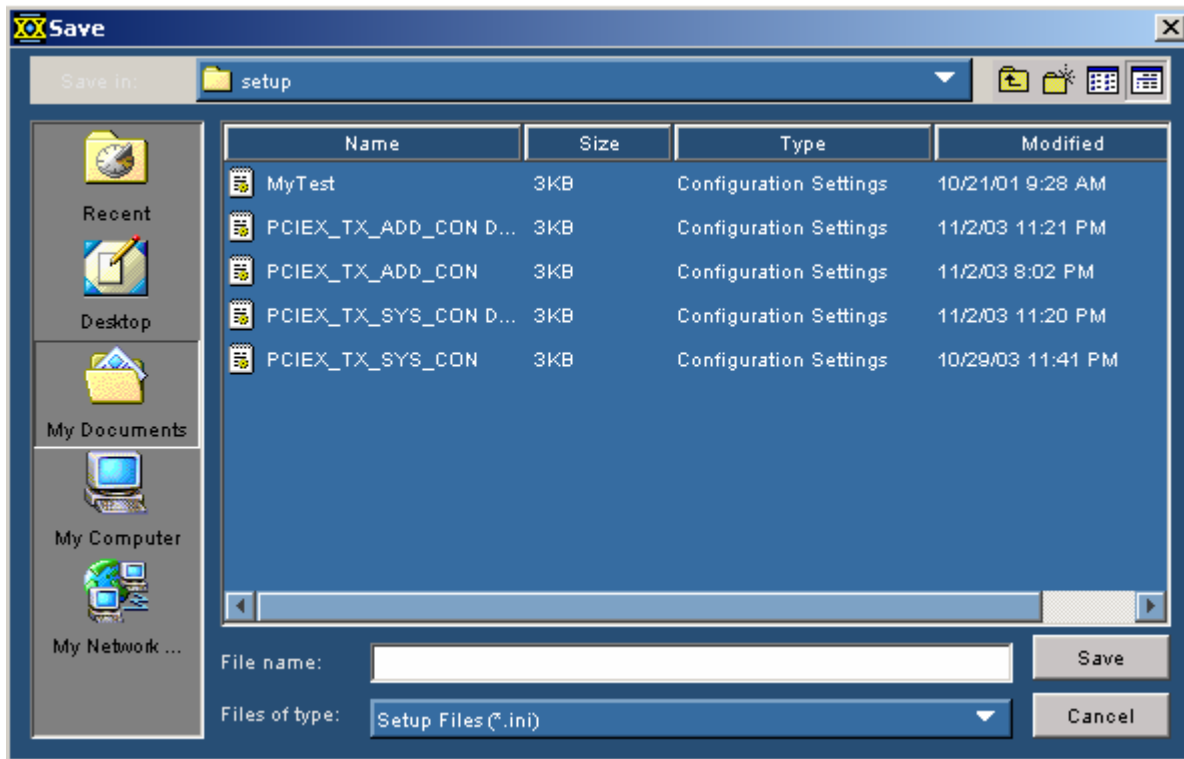 Save
Save in:
setup
Recent
Desktop
My Documents
My Computer
My Network ...
Name Size Type Modified
MyTest 3KB Configuration Settings 10/21/01 9:28 AM
PCIEX_TX_ADD_CON D... 3KB Configuration Settings 11/2/03 11:21 PM
PCIEX_TX_ADD_CON 3KB Configuration Settings 11/2/03 8:02 PM
PCIEX_TX_SYS_CON D... 3KB Configuration Settings 11/2/03 11:20 PM
PCIEX_TX_SYS_CON 3KB Configuration Settings 10/29/03 11:41 PM
File name:
Save
Files of type:
Setup Files (*.ini)
Cancel